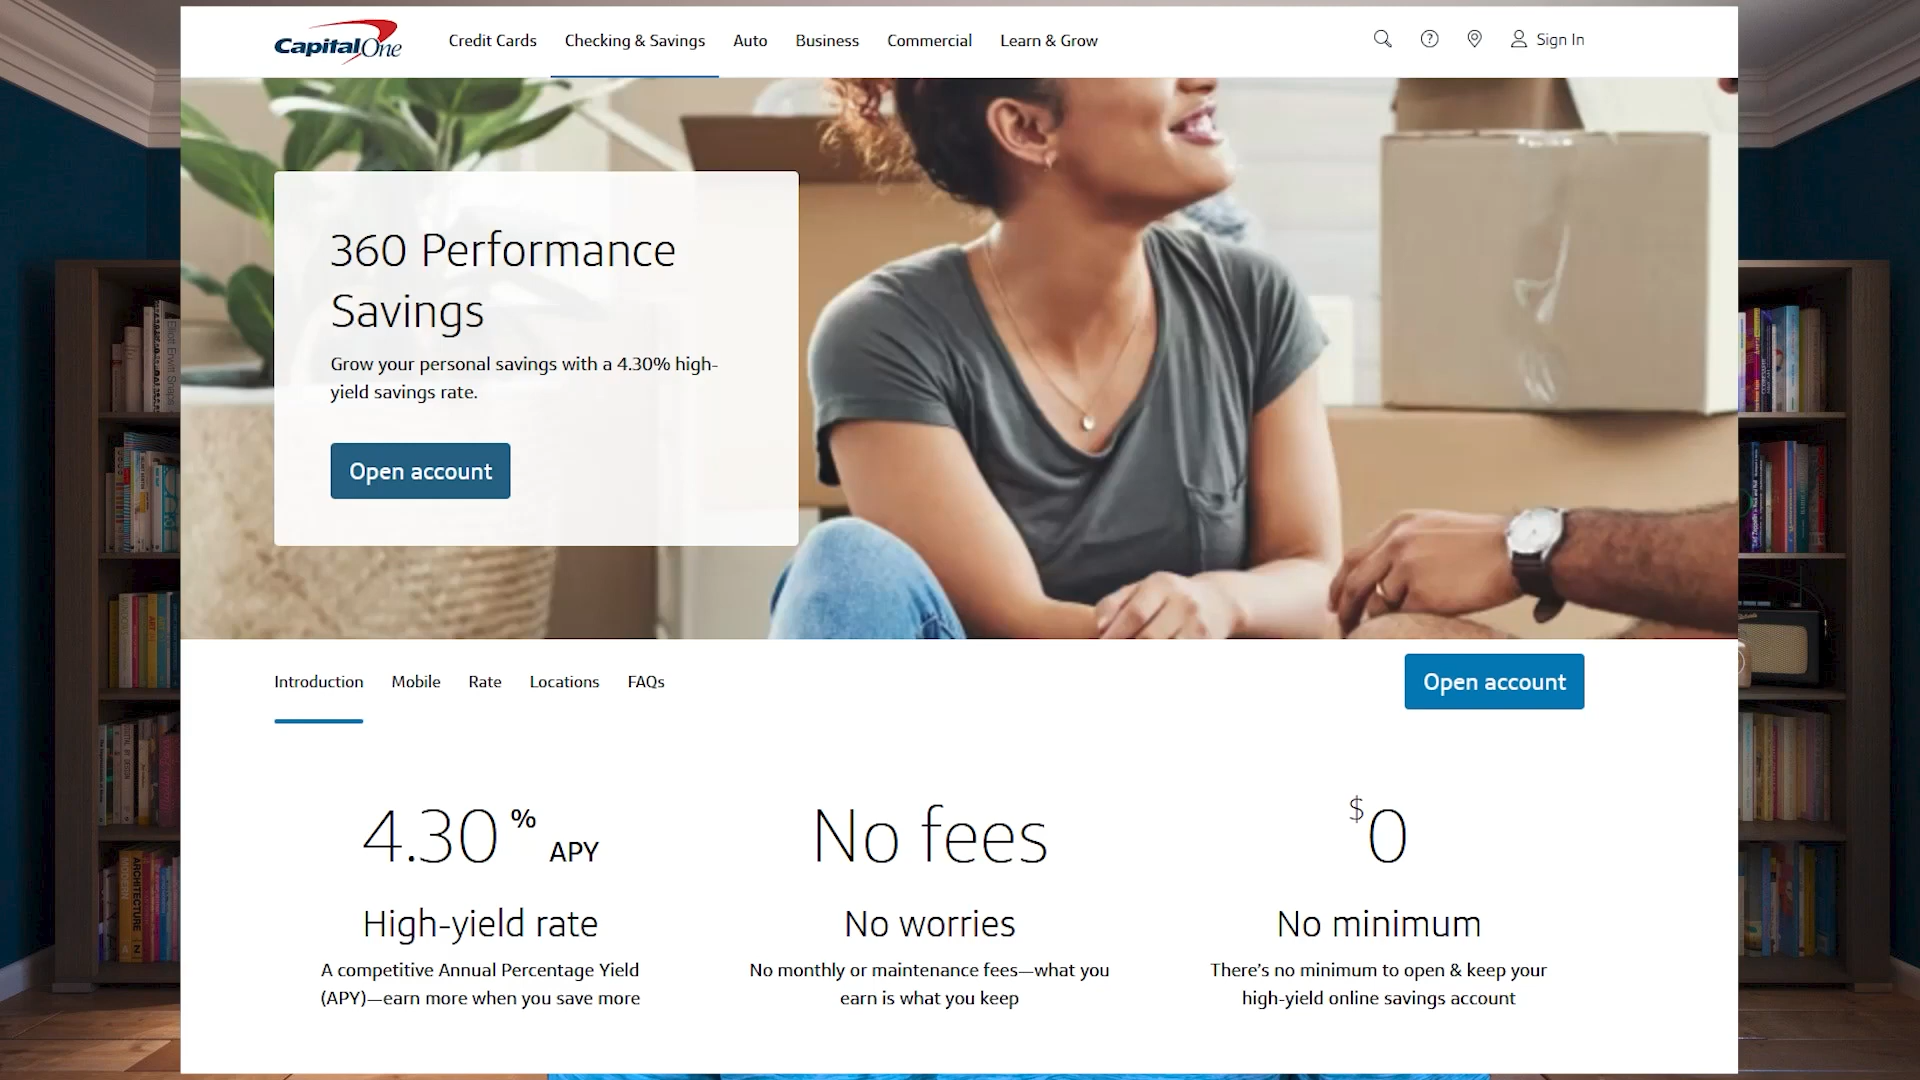 CapitalOne
Credit Cards
Checking & Savings
Auto
Business
Commercial
Learn & Grow
Sign In
360 Performance
Savings
Grow your personal savings with a 4.30% high-
yield savings rate.
Open account
Introduction
Mobile
Rate
Locations
FAQs
Open account
4.30% APY
High-yield rate
A competitive Annual Percentage Yield
(APY)—earn more when you save more
No fees
No worries
No monthly or maintenance fees—what you
earn is what you keep
$0
No minimum
There's no minimum to open & keep your
high-yield online savings account